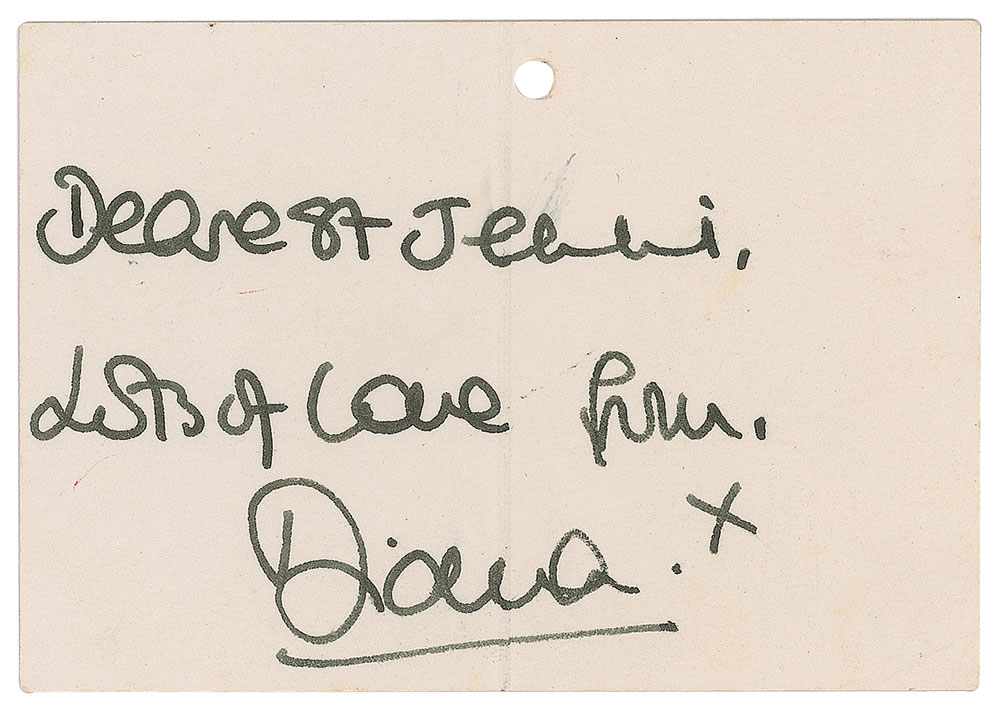 Dearest Jenni,
Lots of Love from.
Diana. x